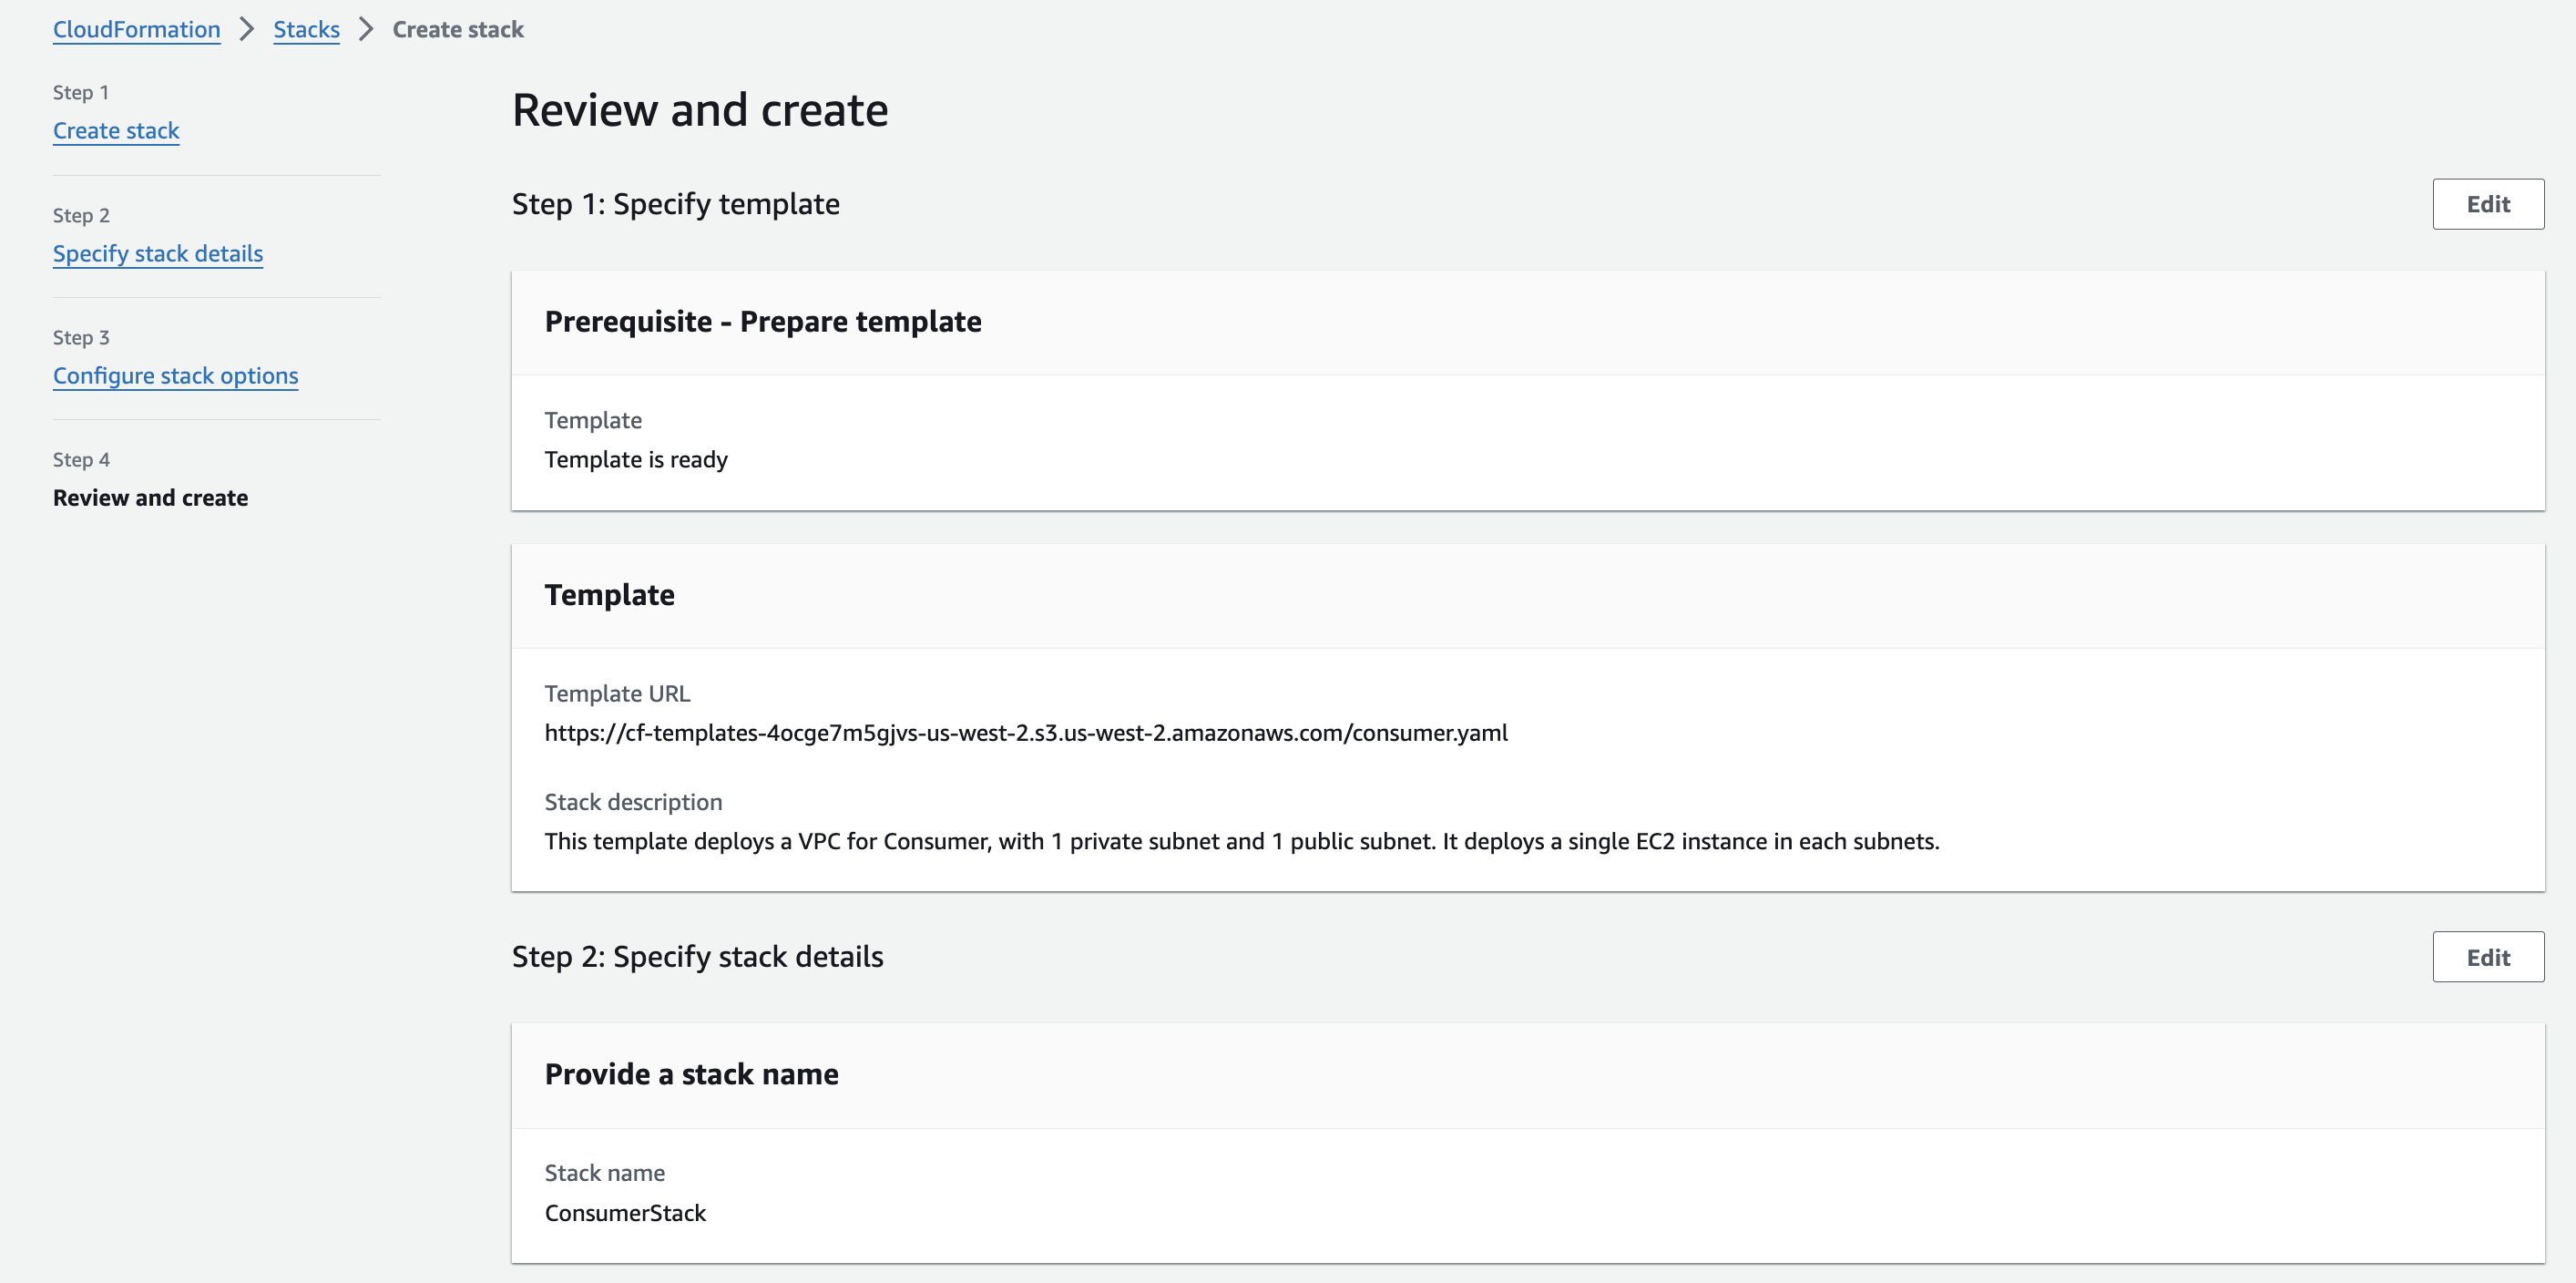 CloudFormation > Stacks > Create stack
Step 1
Create stack
Step 2
Specify stack details
Step 3
Configure stack options
Step 4
Review and create
Review and create
Step 1: Specify template
Edit
Prerequisite - Prepare template
Template
Template is ready
Template
Template URL
https://cf-templates-4ocge7m5gjvs-us-west-2.s3.us-west-2.amazonaws.com/consumer.yaml
Stack description
This template deploys a VPC for Consumer, with 1 private subnet and 1 public subnet. It deploys a single EC2 instance in each subnets.
Step 2: Specify stack details
Edit
Provide a stack name
Stack name
ConsumerStack